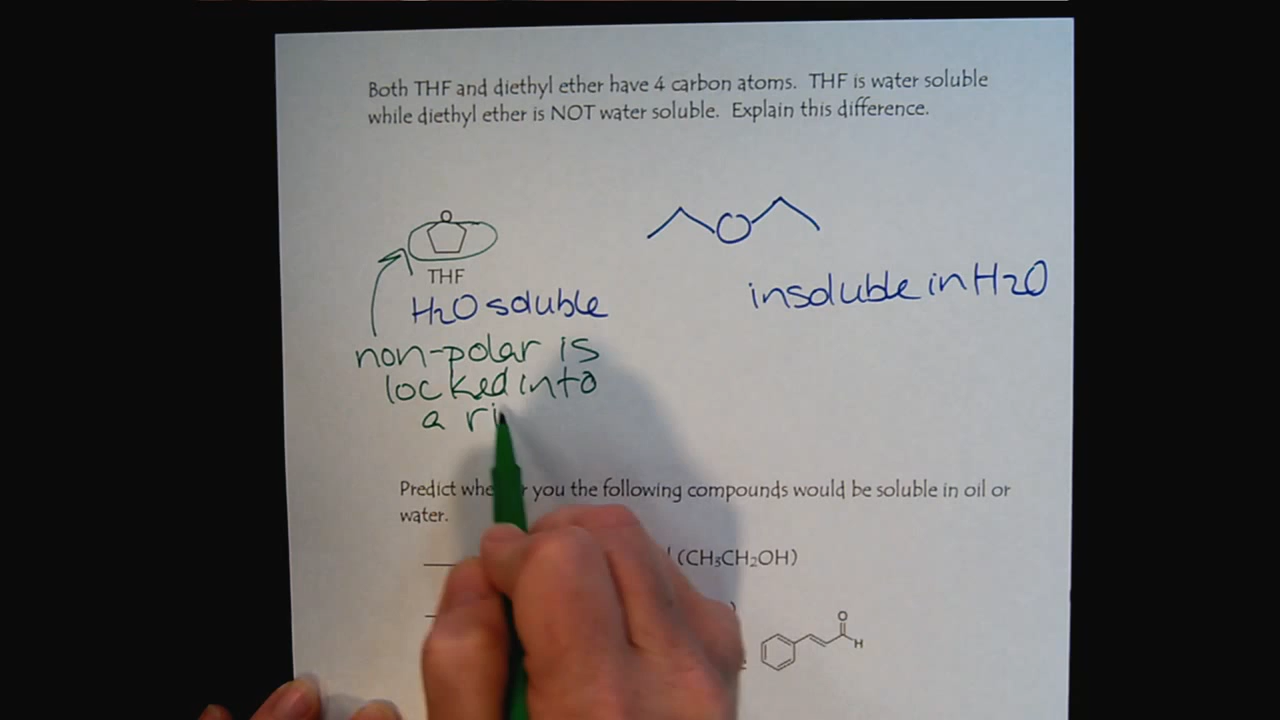 Both THF and diethyl ether have 4 carbon atoms. THF is water soluble
while diethyl ether is NOT water soluble. Explain this difference.
O
O
THF
H2O soluble
insoluble in H2O
non-polar is
locked into
a ri
Predict you the following compounds would be soluble in oil or
water.
(CH₃CH₂OH)
O
H